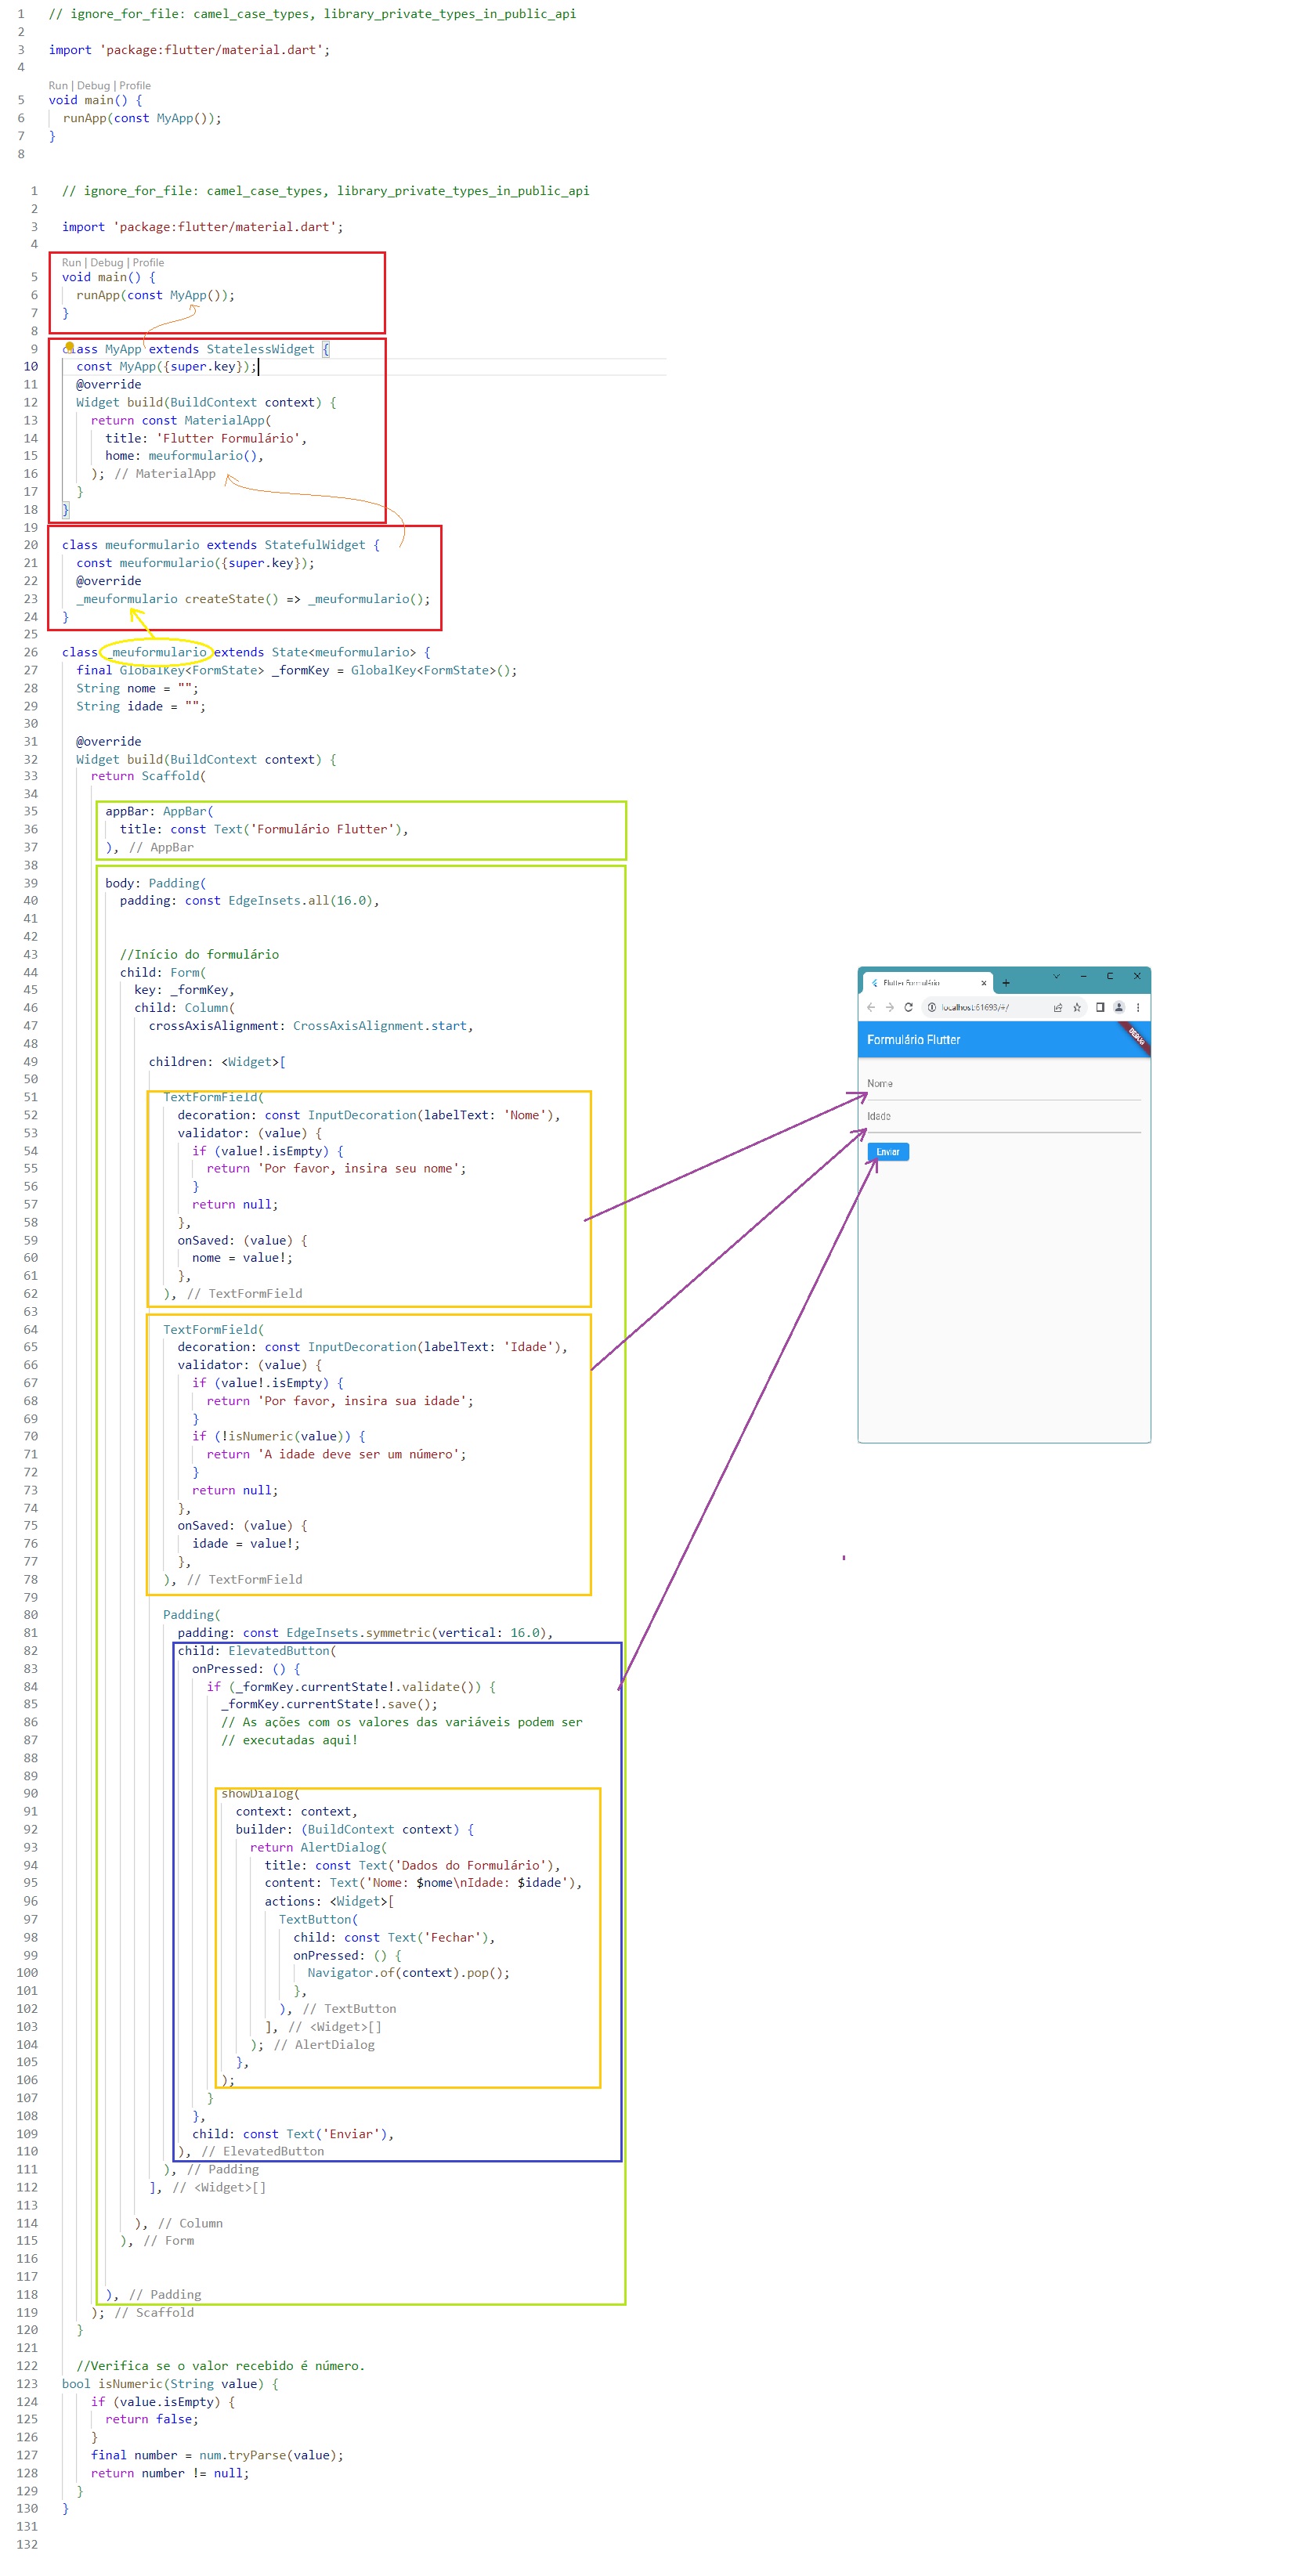 1 // ignore_for_file: camel_case_types, library_private_types_in_public_api
2
3 import 'package:flutter/material.dart';
4
Run | Debug | Profile
5 void main() {
6 runApp(const MyApp());
7 }
8
1 // ignore_for_file: camel_case_types, library_private_types_in_public_api
2
3 import 'package:flutter/material.dart';
4
Run | Debug | Profile
5 void main() {
6 runApp(const MyApp());
7 }
8
9 class MyApp extends StatelessWidget {
10 const MyApp({super.key});
11 @override
12 Widget build(BuildContext context) {
13 return const MaterialApp(
14 title: 'Flutter Formulário',
15 home: meuformulario(),
16 ); // MaterialApp
17 }
18 }
19
20 class meuformulario extends StatefulWidget {
21 const meuformulario({super.key});
22 @override
23 _meuformulario createState() => _meuformulario();
24 }
25
26 class _meuformulario extends State<meuformulario> {
27 final GlobalKey<FormState> _formKey = GlobalKey<FormState>();
28 String nome = "";
29 String idade = "";
30
31 @override
32 Widget build(BuildContext context) {
33 return Scaffold(
34
35 appBar: AppBar(
36 title: const Text('Formulário Flutter'),
37 ), // AppBar
38
39 body: Padding(
40 padding: const EdgeInsets.all(16.0),
41
42
43 //Início do formulário
44 child: Form(
45 key: _formKey,
46 child: Column(
47 crossAxisAlignment: CrossAxisAlignment.start,
48
49 children: <Widget>[
50
51 TextFormField(
52 decoration: const InputDecoration(labelText: 'Nome'),
53 validator: (value) {
54 if (value!.isEmpty) {
55 return 'Por favor, insira seu nome';
56 }
57 return null;
58 },
59 onSaved: (value) {
60 nome = value!;
61 },
62 ), // TextFormField
63
64 TextFormField(
65 decoration: const InputDecoration(labelText: 'Idade'),
66 validator: (value) {
67 if (value!.isEmpty) {
68 return 'Por favor, insira sua idade';
69 }
70 if (!isNumeric(value)) {
71 return 'A idade deve ser um número';
72 }
73 return null;
74 },
75 onSaved: (value) {
76 idade = value!;
77 },
78 ), // TextFormField
79
80 Padding(
81 padding: const EdgeInsets.symmetric(vertical: 16.0),
82 child: ElevatedButton(
83 onPressed: () {
84 if (_formKey.currentState!.validate()) {
85 _formKey.currentState!.save();
86 // As ações com os valores das variáveis podem ser
87 // executadas aqui!
88
89
90 showDialog(
91 context: context,
92 builder: (BuildContext context) {
93 return AlertDialog(
94 title: const Text('Dados do Formulário'),
95 content: Text('Nome: $nome\nIdade: $idade'),
96 actions: <Widget>[
97 TextButton(
98 child: const Text('Fechar'),
99 onPressed: () {
100 Navigator.of(context).pop();
101 },
102 ), // TextButton
103 ], // <Widget>[]
104 ); // AlertDialog
105 },
106 );
107 }
108 },
109 child: const Text('Enviar'),
110 ), // ElevatedButton
111 ), // Padding
112 ], // <Widget>[]
113
114 ), // Column
115 ), // Form
116
117
118 ), // Padding
119 ); // Scaffold
120 }
121
122 //Verifica se o valor recebido é número.
123 bool isNumeric(String value) {
124 if (value.isEmpty) {
125 return false;
126 }
127 final number = num.tryParse(value);
128 return number != null;
129 }
130 }
131
132
Flutter Formulário
localhost:61693/#/
Formulário Flutter
DEBUG
Nome
Idade
Enviar